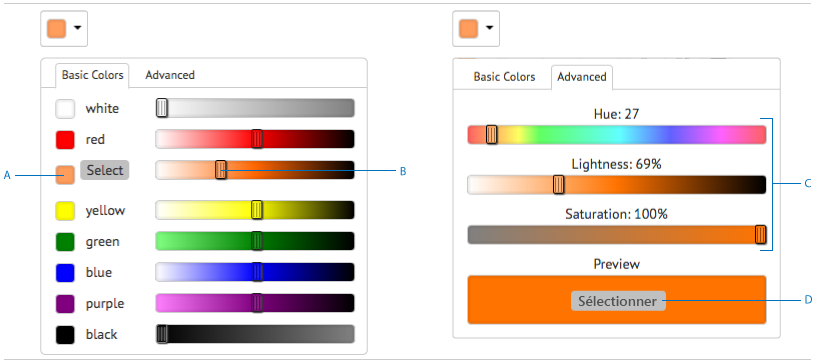 Basic Colors Advanced
white
red
A Select B
yellow
green
blue
purple
black
Basic Colors Advanced
Hue: 27
Lightness: 69%
C
Saturation: 100%
Preview
Sélectionner D